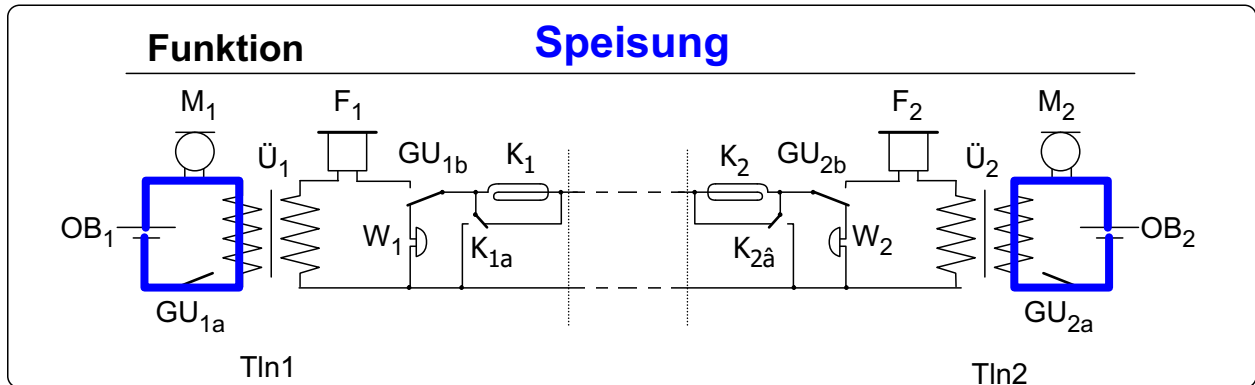 Funktion Speisung
M1 F1 F2 M2
Ü1 GU1b K1 K2 GU2b Ü2
OB1 W1 K1a K2â W2 OB2
GU1a GU2a
Tln1 Tln2